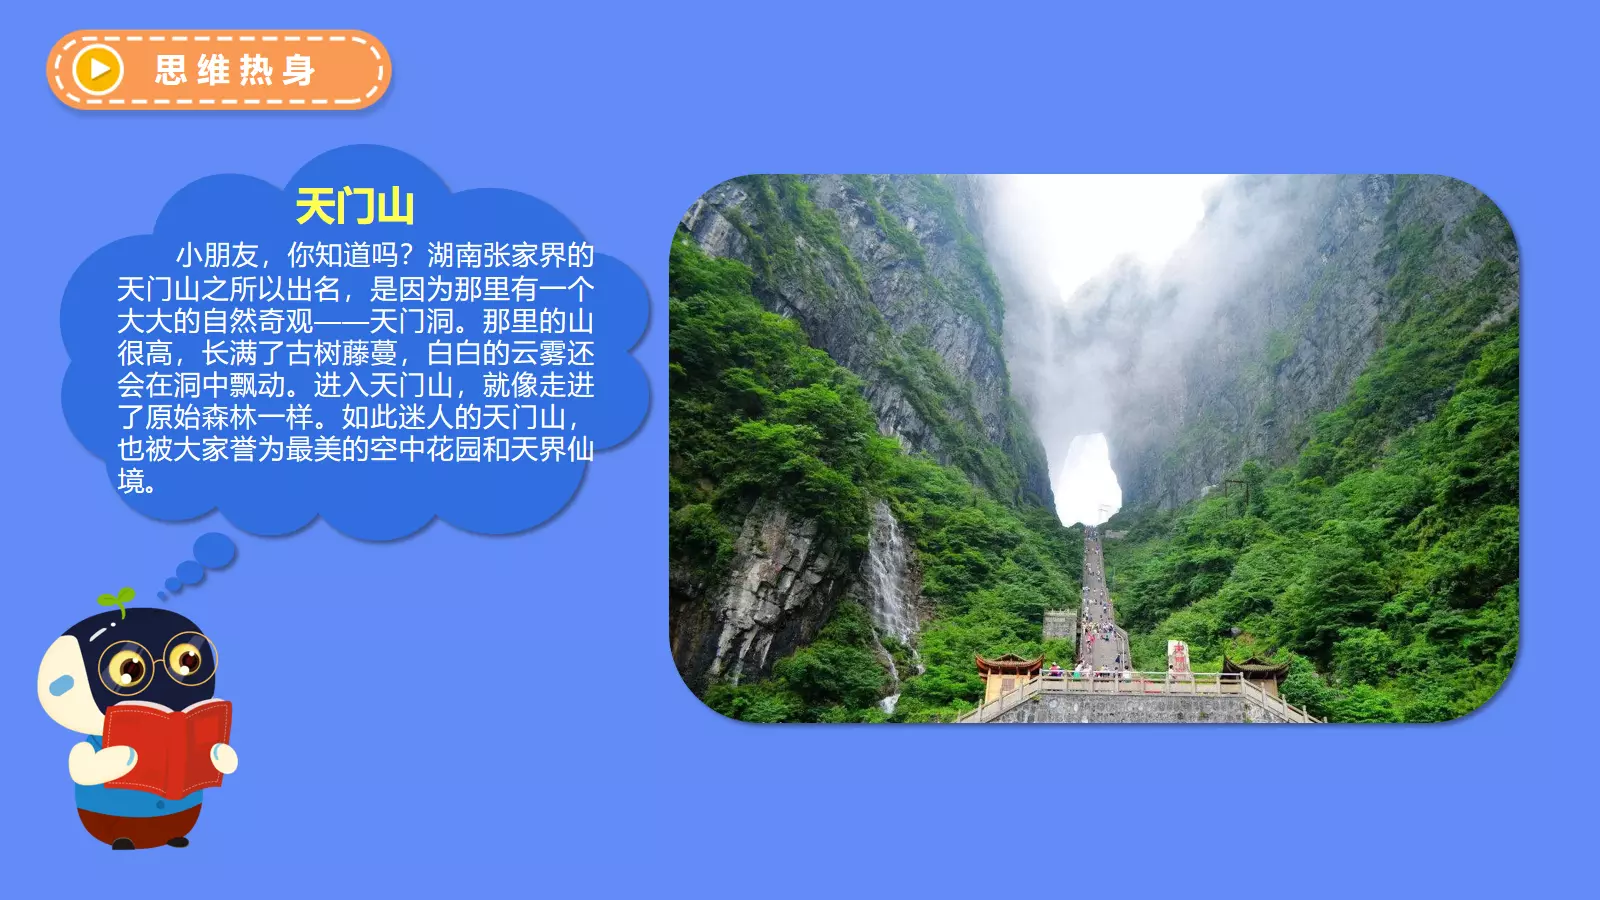 思维热身
天门山
小朋友，你知道吗？湖南张家界的
天门山之所以出名，是因为那里有一个
大大的自然奇观——天门洞。那里的山
很高，长满了古树藤蔓，白白的云雾还
会在洞中飘动。进入天门山，就像走进
了原始森林一样。如此迷人的天门山，
也被大家誉为最美的空中花园和天界仙
境。